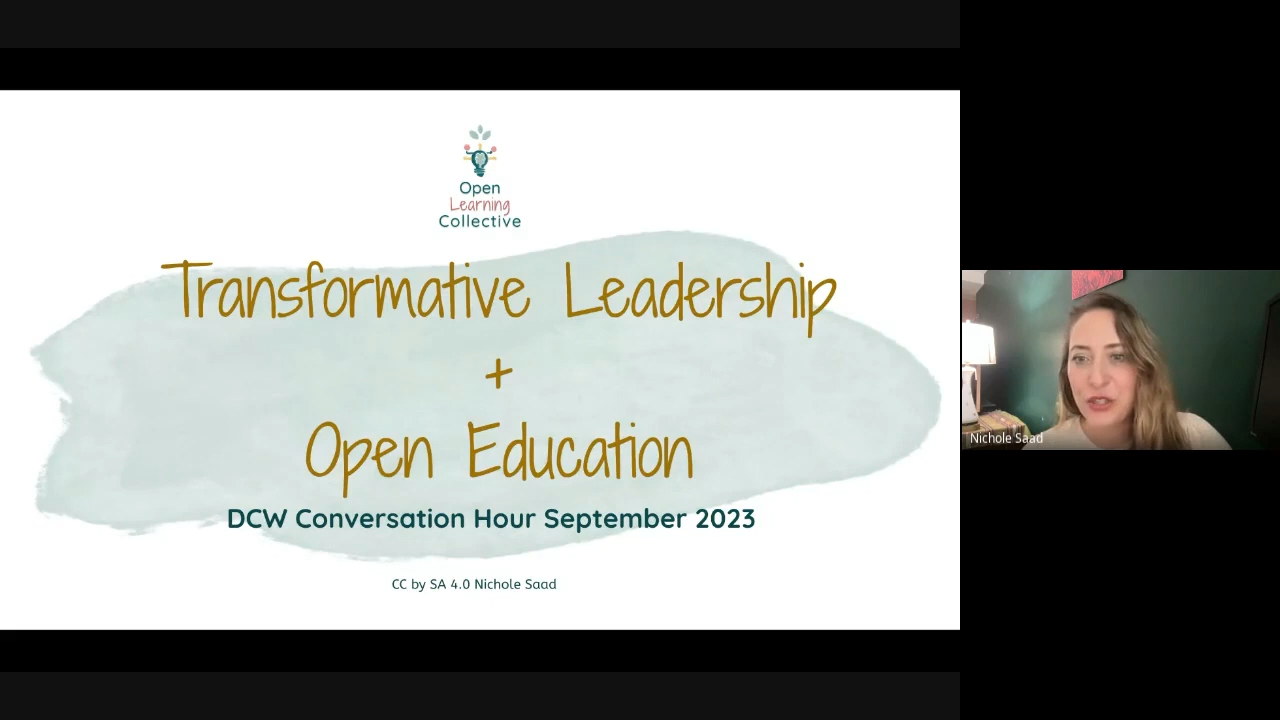 Open
Learning
Collective
Transformative Leadership
+
Open Education
DCW Conversation Hour September 2023
CC by SA 4.0 Nichole Saad
Nichole Saad